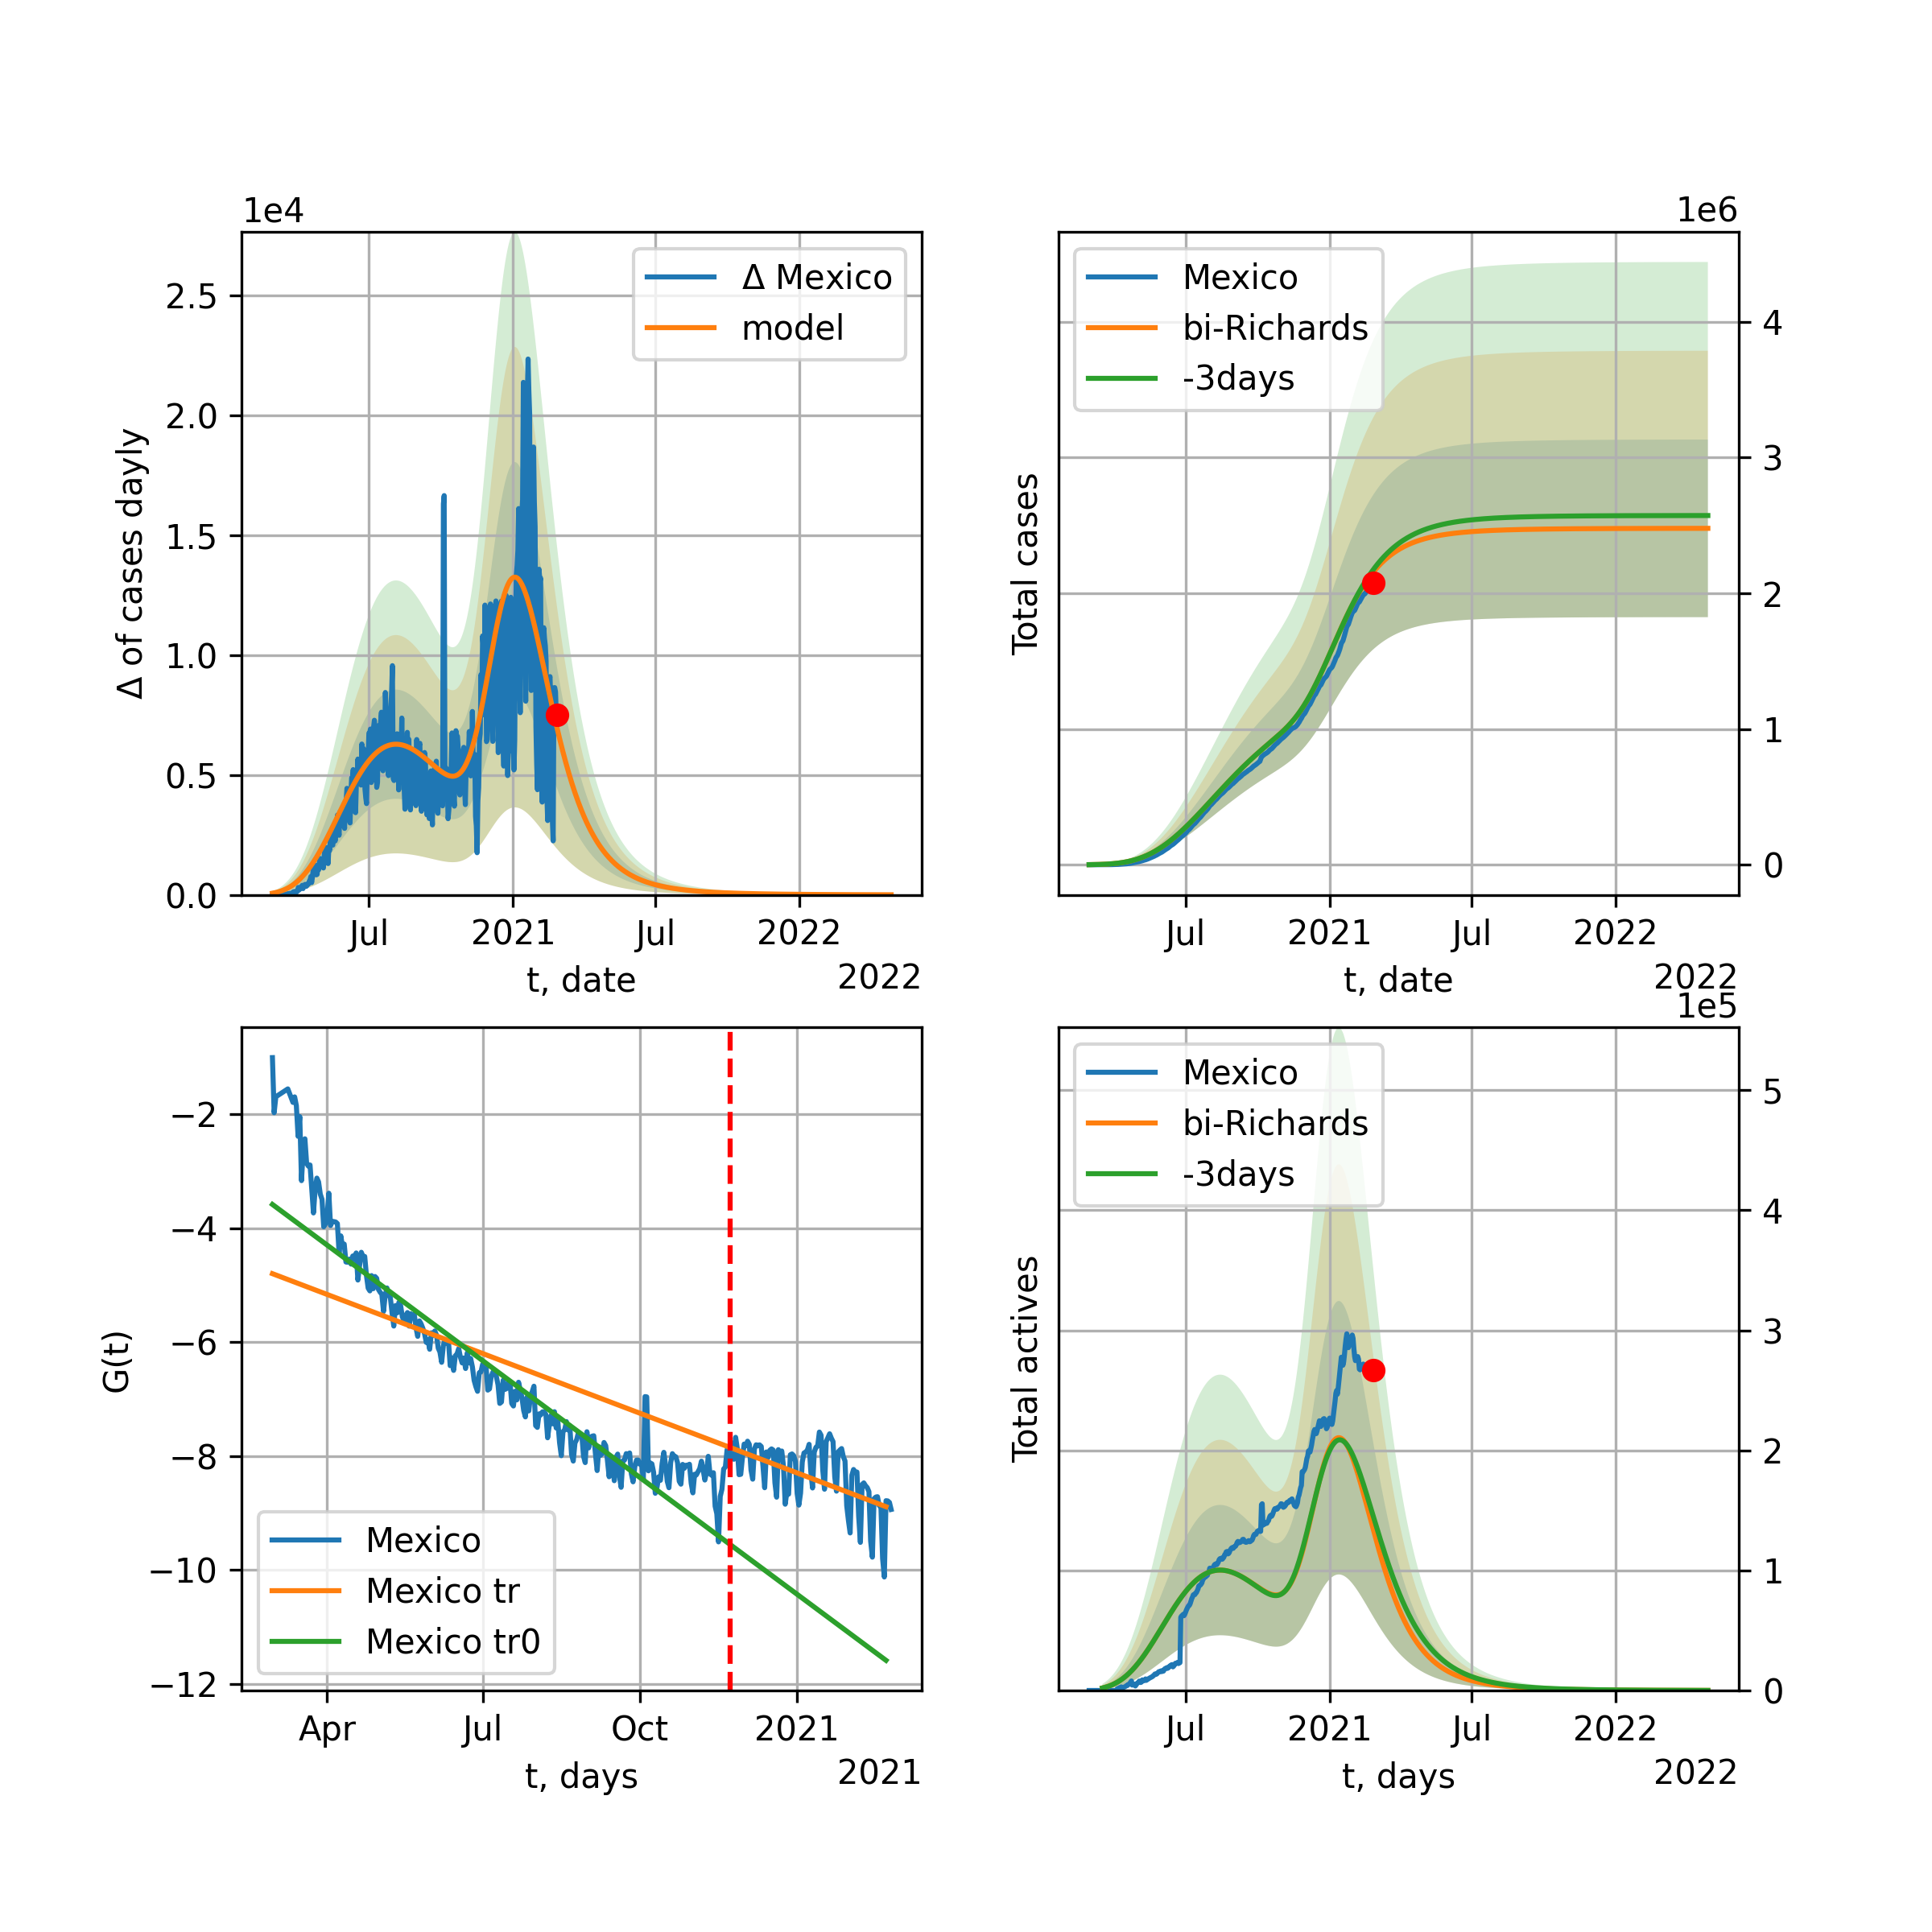 1e4
Δ of cases dayly
2.5
2.0
1.5
1.0
0.5
0.0
Δ Mexico
model
Jul
2021
Jul
2022
t, date
2022
1e6
Total cases
Mexico
bi-Richards
-3days
4
3
2
1
0
Jul
2021
Jul
2022
t, date
2022
G(t)
−2
−4
−6
−8
−10
−12
Mexico
Mexico tr
Mexico tr0
Apr
Jul
Oct
2021
t, days
2021
1e5
Total actives
Mexico
bi-Richards
-3days
5
4
3
2
1
0
Jul
2021
Jul
2022
t, days
2022